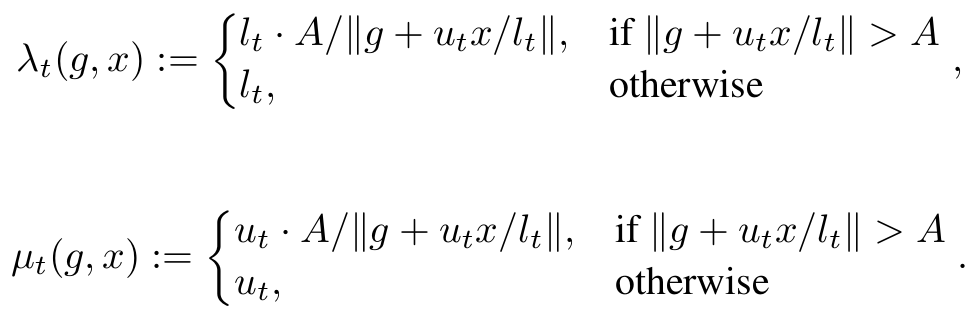 λ_t(g, x) := { l_t · A/‖g + u_t x/l_t‖, if ‖g + u_t x/l_t‖ > A
l_t, otherwise ,
μ_t(g, x) := { u_t · A/‖g + u_t x/l_t‖, if ‖g + u_t x/l_t‖ > A
u_t, otherwise .